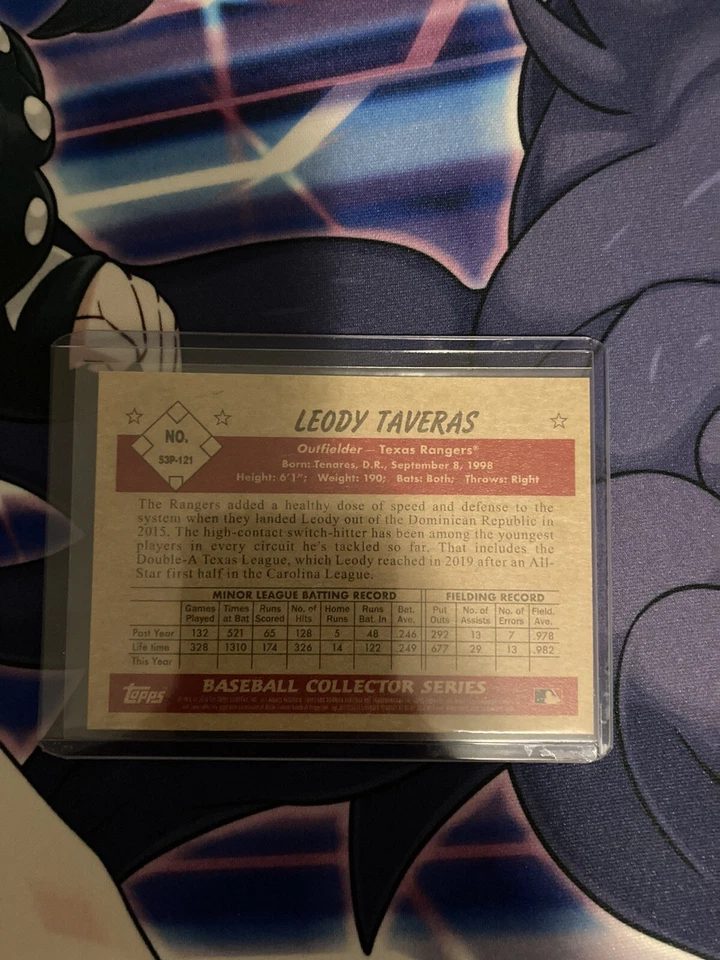 LEODY TAVERAS
NO.
53P-121
Outfielder — Texas Rangers®
Born: Tenares, D.R., September 8, 1998
Height: 6'1"; Weight: 190; Bats: Both; Throws: Right
The Rangers added a healthy dose of speed and defense to the
system when they landed Leody out of the Dominican Republic in
2015. The high-contact switch-hitter has been among the youngest
players in every circuit he's tackled so far. That includes the
Double-A Texas League, which Leody reached in 2019 after an All-
Star first half in the Carolina League.
MINOR LEAGUE BATTING RECORD FIELDING RECORD
Games Times Runs No. of Home Runs Bet. Put No. of No. of Field.
Played at Bat Scored Hits Runs Bat. In Ave. Outs Assists Errors Ave.
Past Year 132 521 65 128 5 48 .246 292 13 7 .978
Life time 328 1310 174 326 14 122 .249 677 29 13 .982
This Year
Topps BASEBALL COLLECTOR SERIES